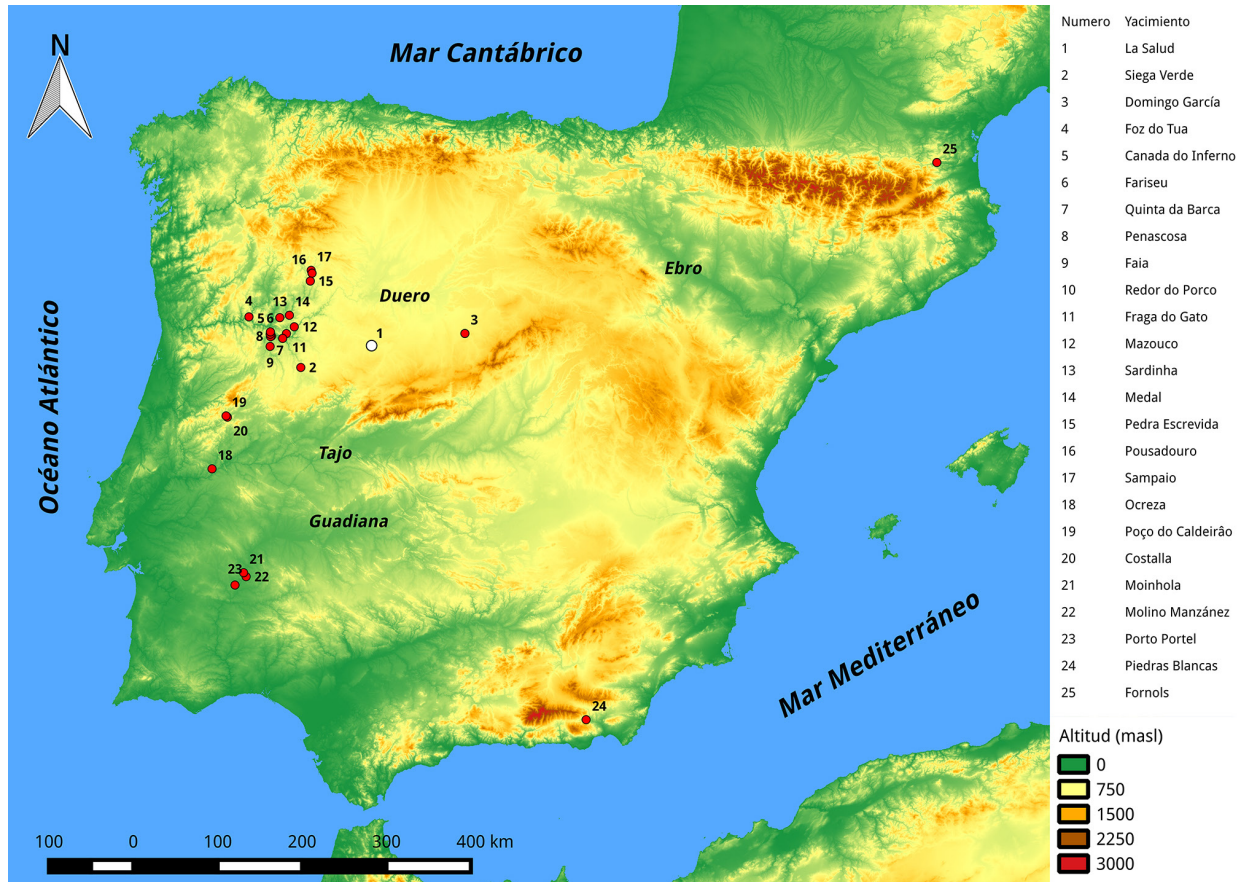 N
Mar Cantábrico
25
Ebro
17
16
15
Duero
4
13
14
5
6
12
8
7
11
9
1
3
2
19
20
18
Tajo
Guadiana
21
23
22
24
Océano Atlántico
Mar Mediterráneo
100 0 100 200 300 400 km
Numero Yacimiento
1 La Salud
2 Siega Verde
3 Domingo García
4 Foz do Tua
5 Canada do Inferno
6 Fariseu
7 Quinta da Barca
8 Penascosa
9 Faia
10 Redor do Porco
11 Fraga do Gato
12 Mazouco
13 Sardinha
14 Medal
15 Pedra Escrevida
16 Pousadouro
17 Sampaio
18 Ocreza
19 Poço do Caldeirâo
20 Costalla
21 Moinhola
22 Molino Manzánez
23 Porto Portel
24 Piedras Blancas
25 Fornols
Altitud (masl)
0
750
1500
2250
3000